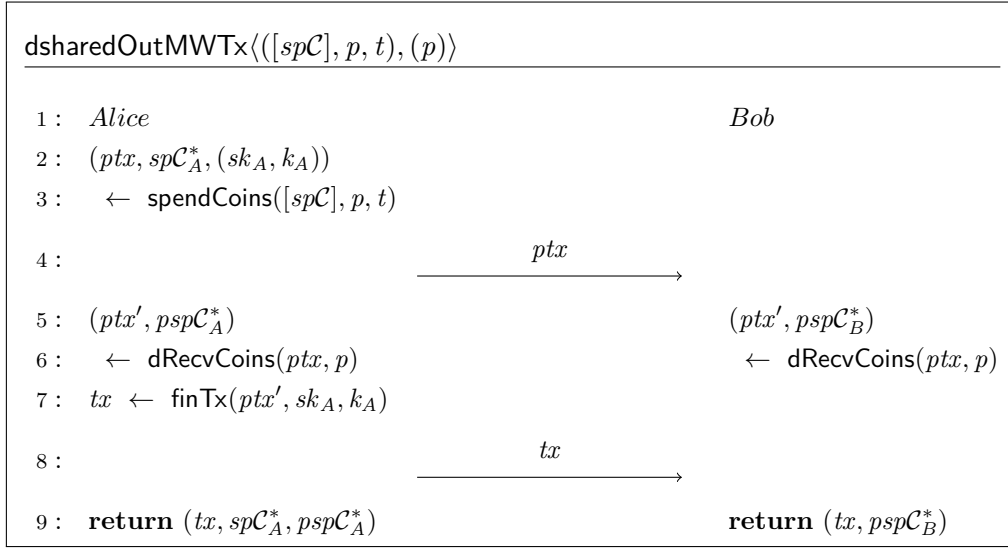 dsharedOutMWTx⟨([spC], p, t), (p)⟩
1 : Alice Bob
2 : (ptx, spC*_A, (sk_A, k_A))
3 : ← spendCoins([spC], p, t)
4 : ptx
5 : (ptx′, pspC*_A) (ptx′, pspC*_B)
6 : ← dRecvCoins(ptx, p) ← dRecvCoins(ptx, p)
7 : tx ← finTx(ptx′, sk_A, k_A)
8 : tx
9 : return (tx, spC*_A, pspC*_A) return (tx, pspC*_B)